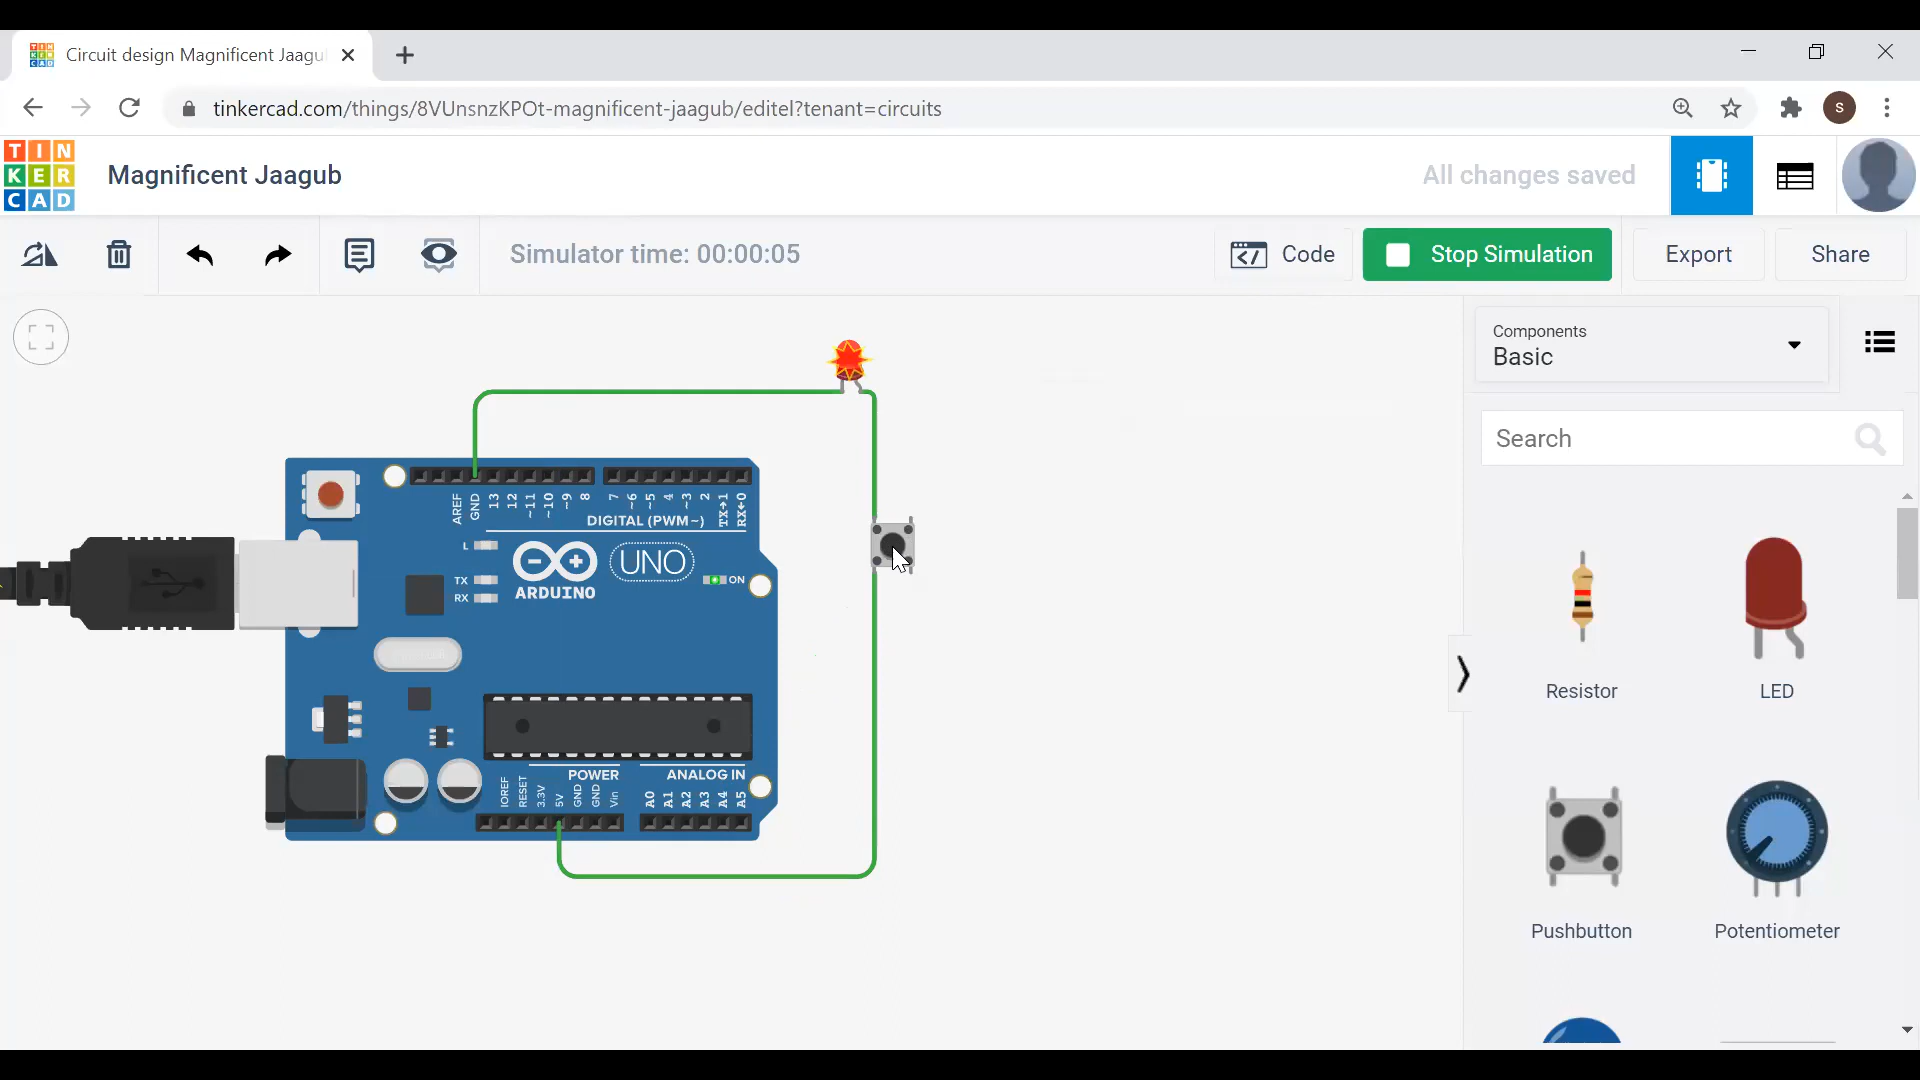 Circuit design Magnificent Jaagu
tinkercad.com/things/8VUnsnzKPOt-magnificent-jaagub/editel?tenant=circuits
S
TIN
KER
CAD
Magnificent Jaagub
All changes saved
Simulator time: 00:00:05
Code
Stop Simulation
Export
Share
Components
Basic
Search
AREF
GND
13
12
~11
~10
~9
8
7
~6
~5
4
~3
2
TX→1
RX←0
DIGITAL (PWM~)
L
TX
RX
UNO
ARDUINO
ON
POWER
ANALOG IN
IOREF
RESET
3.3V
5V
GND
GND
Vin
A0
A1
A2
A3
A4
A5
Resistor
LED
Pushbutton
Potentiometer